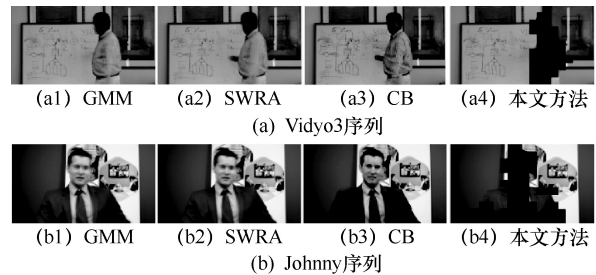 (a1) GMM (a2) SWRA (a3) CB (a4) 本文方法
(a) Vidyo3序列
(b1) GMM (b2) SWRA (b3) CB (b4) 本文方法
(b) Johnny序列